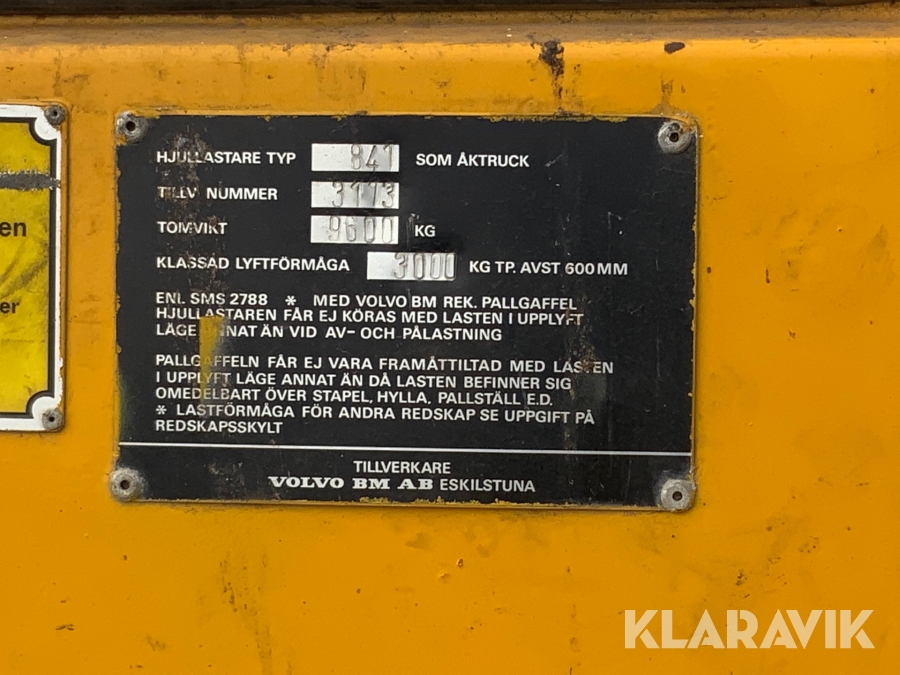 en
er
HJULLASTARE TYP 841 SOM ÅKTRUCK
TILLV NUMMER 3173
TOMVIKT 9600 KG
KLASSAD LYFTFÖRMÅGA 3000 KG TP. AVST 600 MM
ENL SMS 2788 * MED VOLVO BM REK. PALLGAFFEL
HJULLASTAREN FÅR EJ KÖRAS MED LASTEN I UPPLYFT
LÄGE ANNAT ÄN VID AV- OCH PÅLASTNING
PALLGAFFELN FÅR EJ VARA FRAMÅTTILTAD MED LASTEN
I UPPLYFT LÄGE ANNAT ÄN DÅ LASTEN BEFINNER SIG
OMEDELBART ÖVER STAPEL, HYLLA, PALLSTÄLL E.D.
* LASTFÖRMÅGA FÖR ANDRA REDSKAP SE UPPGIFT PÅ
REDSKAPSSKYLT
TILLVERKARE
VOLVO BM AB ESKILSTUNA
KLARAVIK